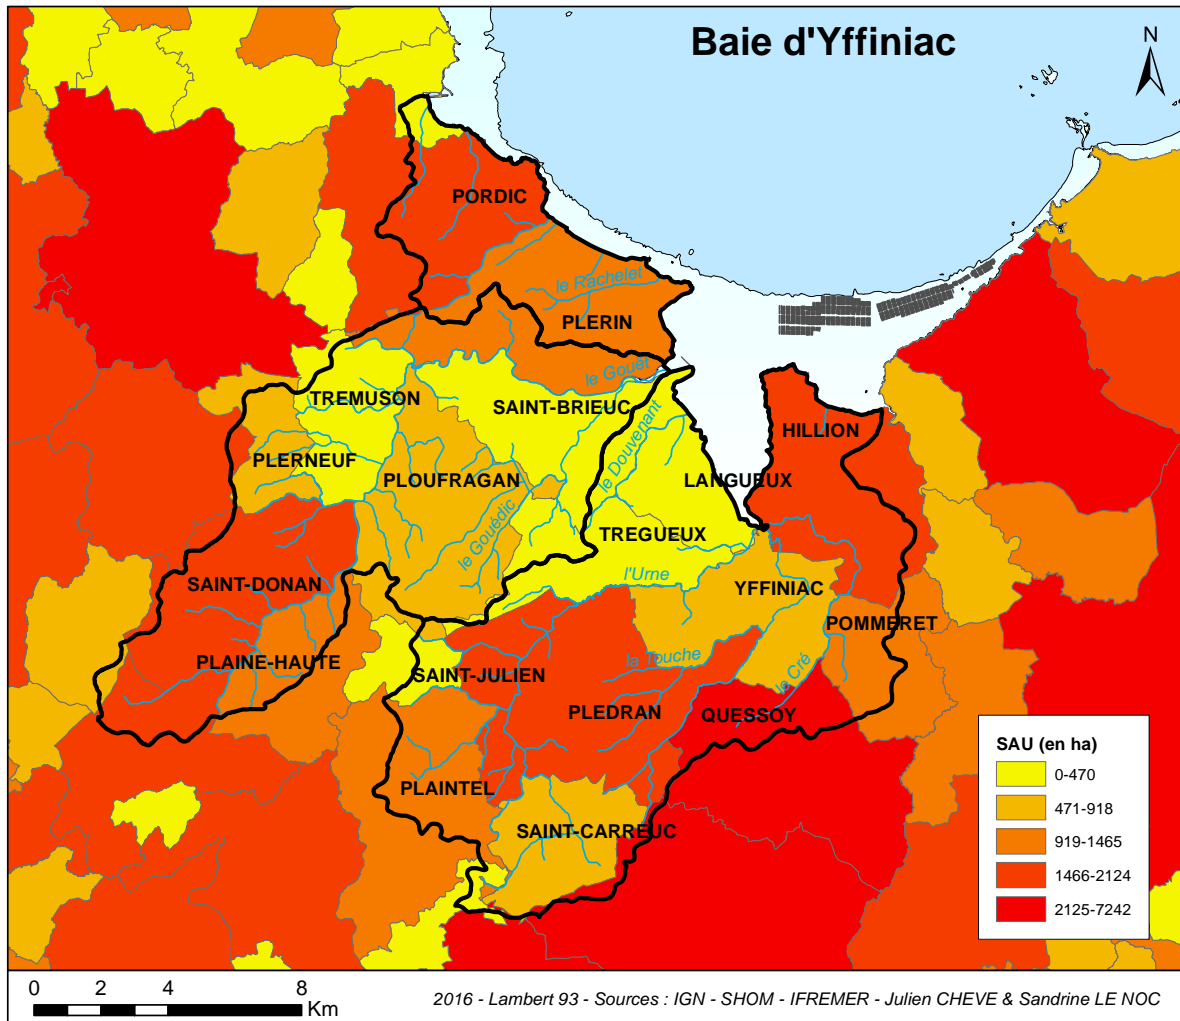 Baie d'Yffiniac
N
PORDIC
le Rachelet
PLERIN
le Gouët
TREMUSON
SAINT-BRIEUC
le Douvenant
HILLION
PLERNEUF
PLOUFRAGAN
LANGUEUX
le Gouédic
TREGUEUX
l'Urne
SAINT-DONAN
YFFINIAC
POMMERET
PLAINE-HAUTE
la Touche
SAINT-JULIEN
le Cré
PLEDRAN
QUESSOY
PLAINTEL
SAINT-CARREUC
SAU (en ha)
0-470
471-918
919-1465
1466-2124
2125-7242
0 2 4 8
Km
2016 - Lambert 93 - Sources : IGN - SHOM - IFREMER - Julien CHEVE & Sandrine LE NOC